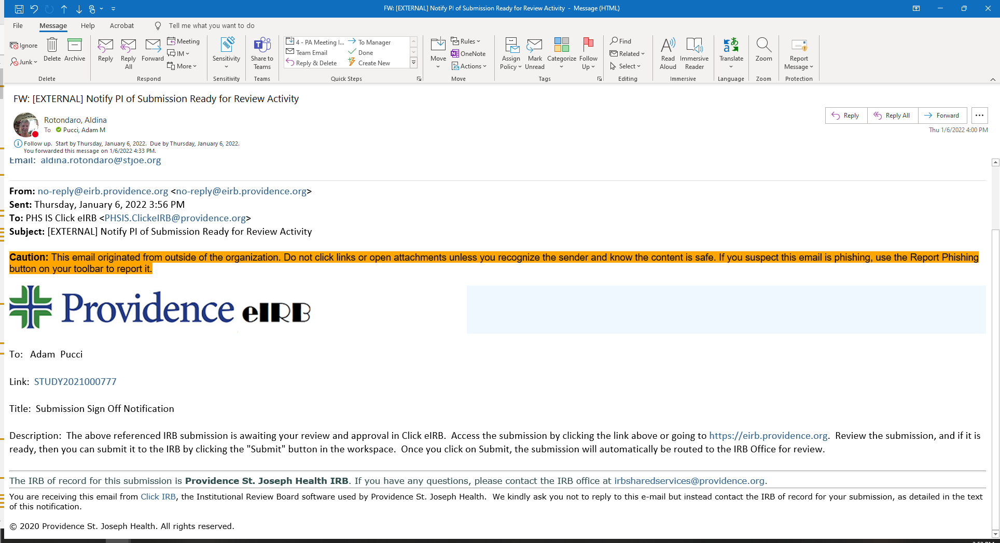 FW: [EXTERNAL] Notify PI of Submission Ready for Review Activity - Message (HTML)
File Message Help Acrobat Tell me what you want to do
Ignore
Junk
Delete
Archive
Delete
Reply
Reply All
Forward
Meeting
IM
More
Respond
Sensitivity
Sensitivity
Share to Teams
Teams
4 - PA Meeting I...
Team Email
Reply & Delete
To Manager
Done
Create New
Quick Steps
Move
Rules
OneNote
Actions
Move
Assign Policy
Mark Unread
Categorize
Follow Up
Tags
Find
Related
Select
Editing
Read Aloud
Immersive Reader
Immersive
Translate
Language
Zoom
Zoom
Report Message
Protection
FW: [EXTERNAL] Notify PI of Submission Ready for Review Activity
Rotondaro, Aldina
To Pucci, Adam M
Reply Reply All Forward
Thu 1/6/2022 4:00 PM
Follow up. Start by Thursday, January 6, 2022. Due by Thursday, January 6, 2022.
You forwarded this message on 1/6/2022 4:33 PM.
Email: aldina.rotondaro@stjoe.org
From: no-reply@eirb.providence.org <no-reply@eirb.providence.org>
Sent: Thursday, January 6, 2022 3:56 PM
To: PHS IS Click eIRB <PHSIS.ClickeIRB@providence.org>
Subject: [EXTERNAL] Notify PI of Submission Ready for Review Activity
Caution: This email originated from outside of the organization. Do not click links or open attachments unless you recognize the sender and know the content is safe. If you suspect this email is phishing, use the Report Phishing
button on your toolbar to report it.
Providence eIRB
To: Adam Pucci
Link: STUDY2021000777
Title: Submission Sign Off Notification
Description: The above referenced IRB submission is awaiting your review and approval in Click eIRB. Access the submission by clicking the link above or going to https://eirb.providence.org. Review the submission, and if it is
ready, then you can submit it to the IRB by clicking the "Submit" button in the workspace. Once you click on Submit, the submission will automatically be routed to the IRB Office for review.
The IRB of record for this submission is Providence St. Joseph Health IRB. If you have any questions, please contact the IRB office at irbsharedservices@providence.org.
You are receiving this email from Click IRB, the Institutional Review Board software used by Providence St. Joseph Health. We kindly ask you not to reply to this e-mail but instead contact the IRB of record for your submission, as detailed in the text
of this notification.
© 2020 Providence St. Joseph Health. All rights reserved.